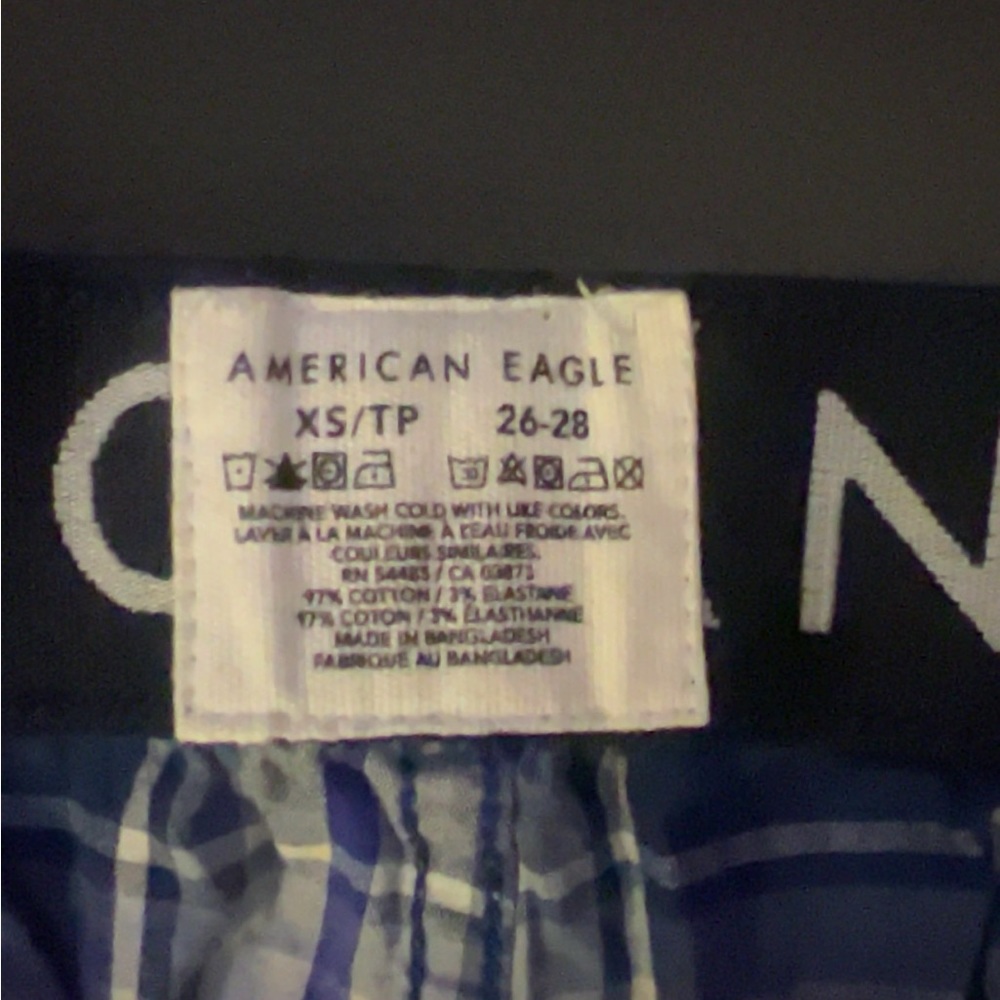 AMERICAN EAGLE
XS/TP 26-28
MACHINE WASH COLD WITH LIKE COLORS.
LAVER À LA MACHINE À L'EAU FROIDE AVEC
COULEURS SIMILAIRES.
RN 54485 / CA 03873
97% COTTON / 3% ELASTANE
97% COTON / 3% ÉLASTHANNE
MADE IN BANGLADESH
FABRIQUÉ AU BANGLADESH
N